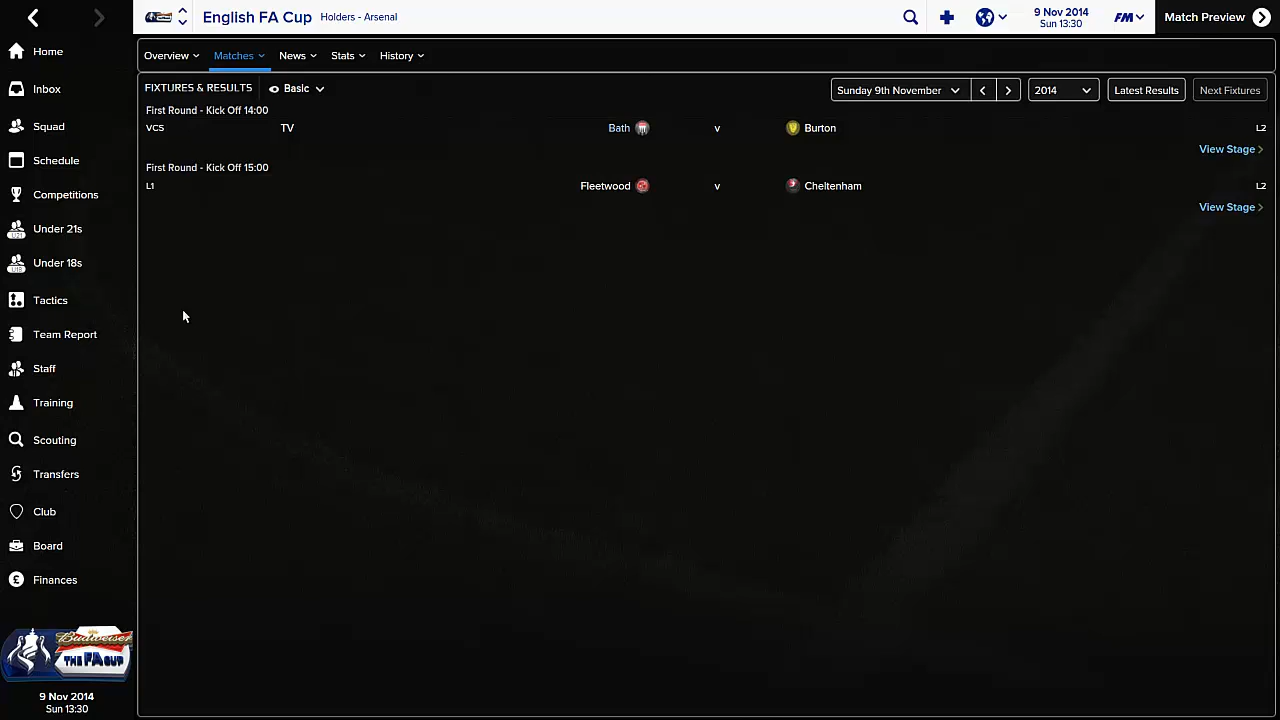 English FA Cup Holders - Arsenal
9 Nov 2014
Sun 13:30
FM
Match Preview
Home
Inbox
Squad
Schedule
Competitions
Under 21s
Under 18s
Tactics
Team Report
Staff
Training
Scouting
Transfers
Club
Board
Finances
Budweiser
THE FA CUP
9 Nov 2014
Sun 13:30
Overview Matches News Stats History
FIXTURES & RESULTS Basic Sunday 9th November 2014 Latest Results Next Fixtures
First Round - Kick Off 14:00
VCS TV Bath v Burton L2
View Stage
First Round - Kick Off 15:00
L1 Fleetwood v Cheltenham L2
View Stage